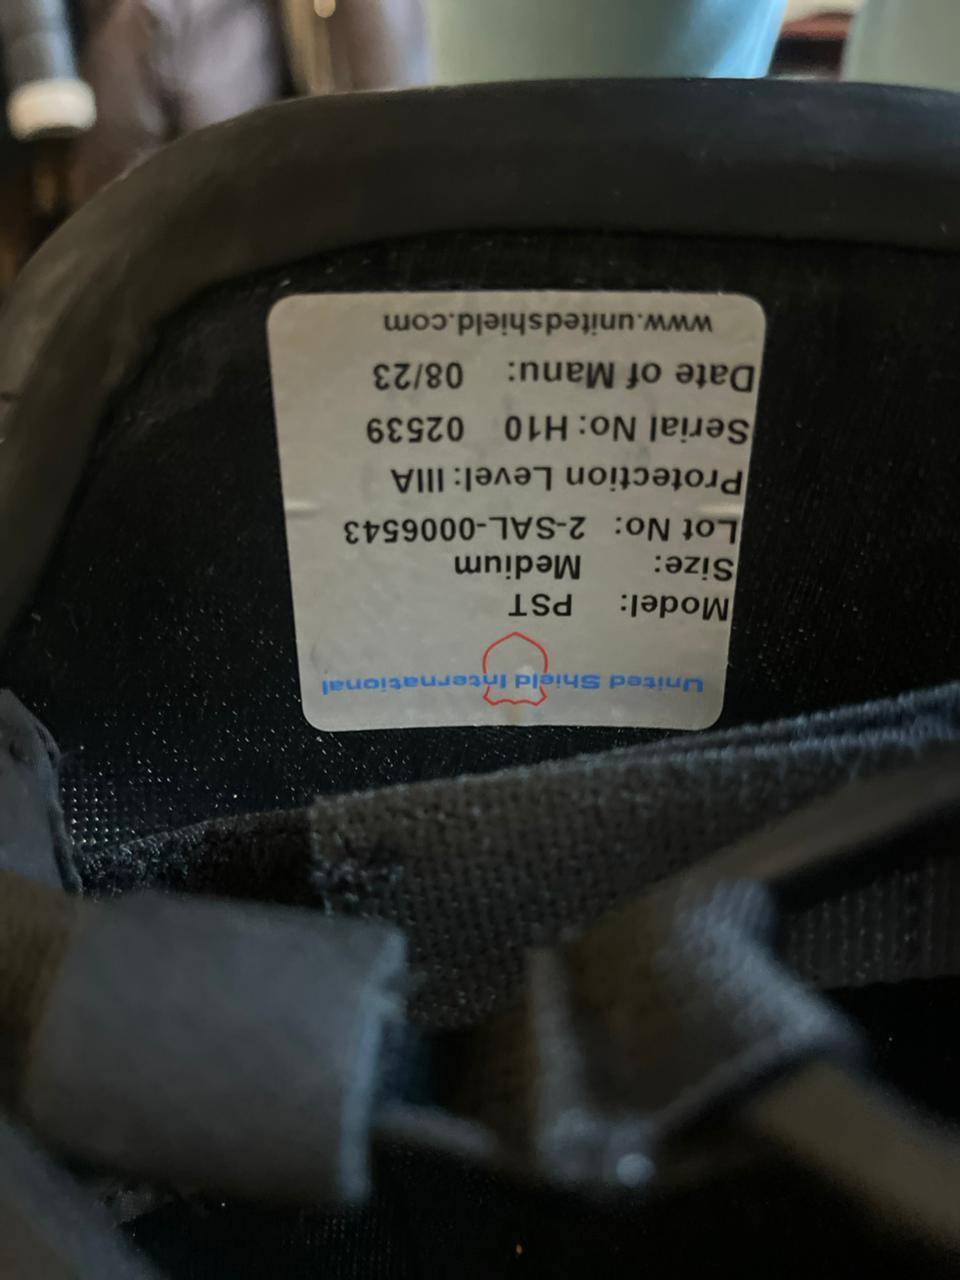 United Shield International
Model: PST
Size: Medium
Lot No: 2-SAL-0006543
Protection Level: IIIA
Serial No: H10 02539
Date of Manu: 08/23
www.unitedshield.com